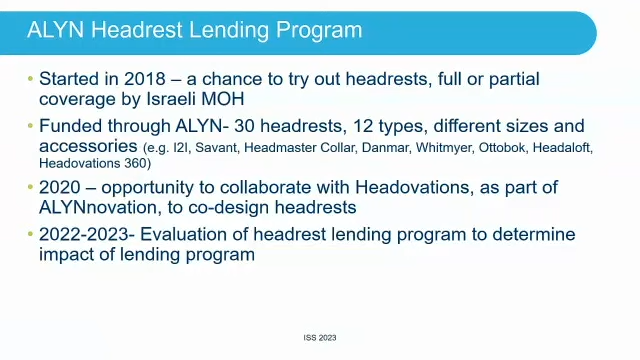 ALYN Headrest Lending Program
• Started in 2018 – a chance to try out headrests, full or partial
coverage by Israeli MOH
• Funded through ALYN- 30 headrests, 12 types, different sizes and
accessories (e.g. I2I, Savant, Headmaster Collar, Danmar, Whitmyer, Ottobok, Headaloft,
Headovations 360)
• 2020 – opportunity to collaborate with Headovations, as part of
ALYNnovation, to co-design headrests
• 2022-2023- Evaluation of headrest lending program to determine
impact of lending program
ISS 2023